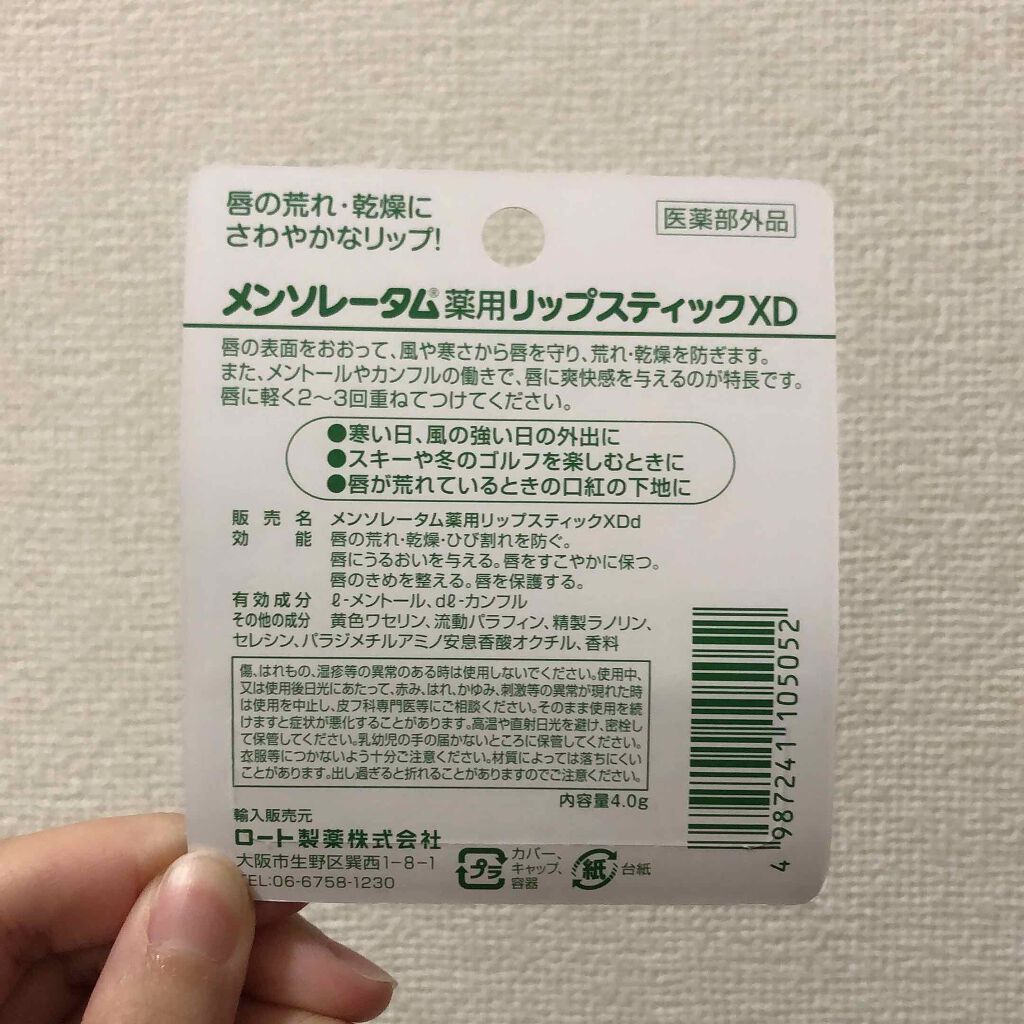 唇の荒れ・乾燥に
さわやかなリップ!
医薬部外品
メンソレータム®薬用リップスティックXD
唇の表面をおおって、風や寒さから唇を守り、荒れ・乾燥を防ぎます。
また、メントールやカンフルの働きで、唇に爽快感を与えるのが特長です。
唇に軽く2〜3回重ねてつけてください。
●寒い日、風の強い日の外出に
●スキーや冬のゴルフを楽しむときに
●唇が荒れているときの口紅の下地に
販売名 メンソレータム薬用リップスティックXDd
効能 唇の荒れ・乾燥・ひび割れを防ぐ。
唇にうるおいを与える。唇をすこやかに保つ。
唇のきめを整える。唇を保護する。
有効成分 ℓ-メントール、dℓ-カンフル
その他の成分 黄色ワセリン、流動パラフィン、精製ラノリン、
セレシン、パラジメチルアミノ安息香酸オクチル、香料
傷、はれもの、湿疹等の異常のある時は使用しないでください。使用中、
又は使用後日光にあたって、赤み、はれ、かゆみ、刺激等の異常が現れた時
は使用を中止し、皮フ科専門医等にご相談ください。そのまま使用を続
けますと症状が悪化することがあります。高温や直射日光を避け、密栓し
て保管してください。乳幼児の手の届かないところに保管してください。
衣服等につかないよう十分ご注意ください。材質によっては落ちにくい
ことがあります。出し過ぎると折れることがありますのでご注意ください。
内容量4.0g
輸入販売元
ロート製薬株式会社
大阪市生野区巽西1-8-1
TEL:06-6758-1230
プラ
カバー、
キャップ、
容器
紙
台紙
4 987241 105052